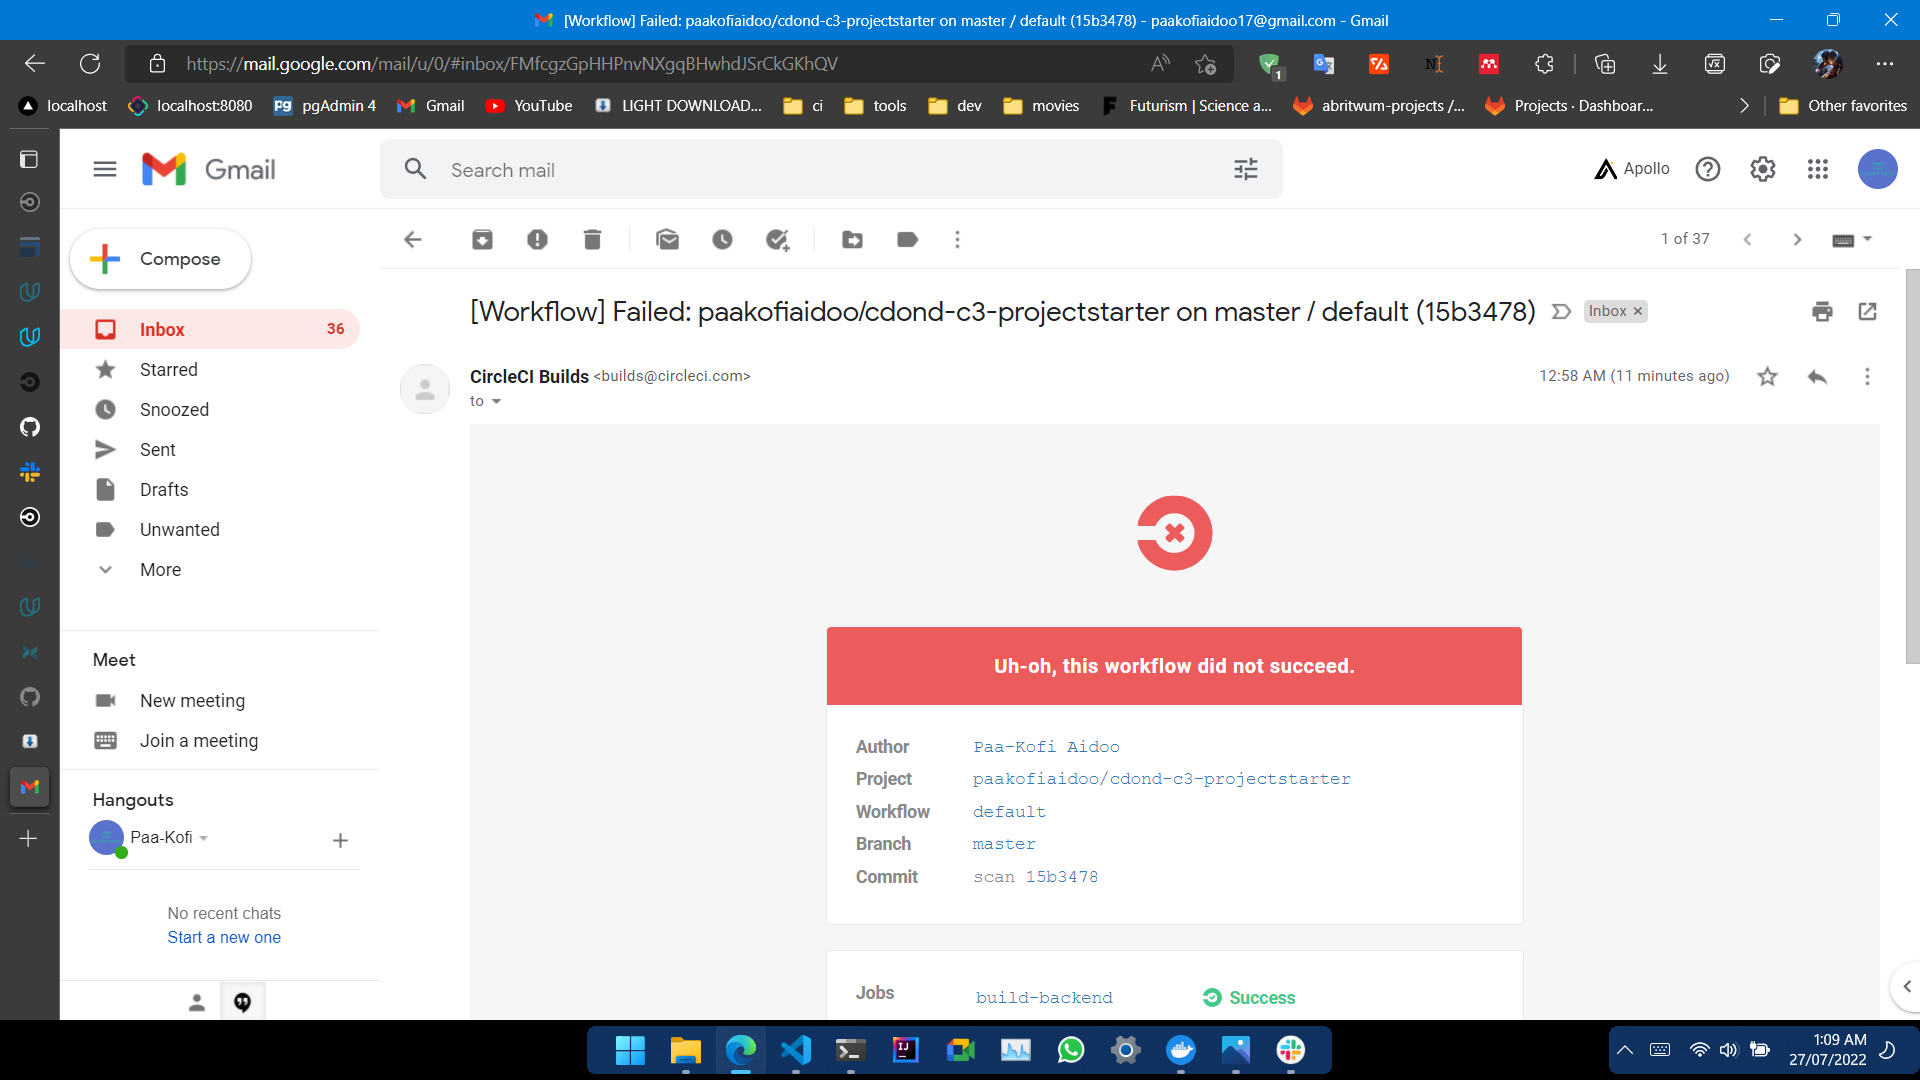 [Workflow] Failed: paakofiaidoo/cdond-c3-projectstarter on master / default (15b3478) - paakofiaidoo17@gmail.com - Gmail
https://mail.google.com/mail/u/0/#inbox/FMfcgzGpHHPnvNXgqBHwhdJSrCkGKhQV
1
localhost
localhost:8080
pgAdmin 4
Gmail
YouTube
LIGHT DOWNLOAD...
ci
tools
dev
movies
Futurism | Science a...
abritwum-projects /...
Projects · Dashboar...
Other favorites
Gmail
Search mail
Apollo
Compose
1 of 37
[Workflow] Failed: paakofiaidoo/cdond-c3-projectstarter on master / default (15b3478)
Inbox ×
Inbox 36
Starred
Snoozed
Sent
Drafts
Unwanted
More
CircleCI Builds <builds@circleci.com>
12:58 AM (11 minutes ago)
to
Uh-oh, this workflow did not succeed.
Author Paa-Kofi Aidoo
Project paakofiaidoo/cdond-c3-projectstarter
Workflow default
Branch master
Commit scan 15b3478
Jobs build-backend Success
Meet
New meeting
Join a meeting
Hangouts
Paa-Kofi
No recent chats
Start a new one
1:09 AM
27/07/2022